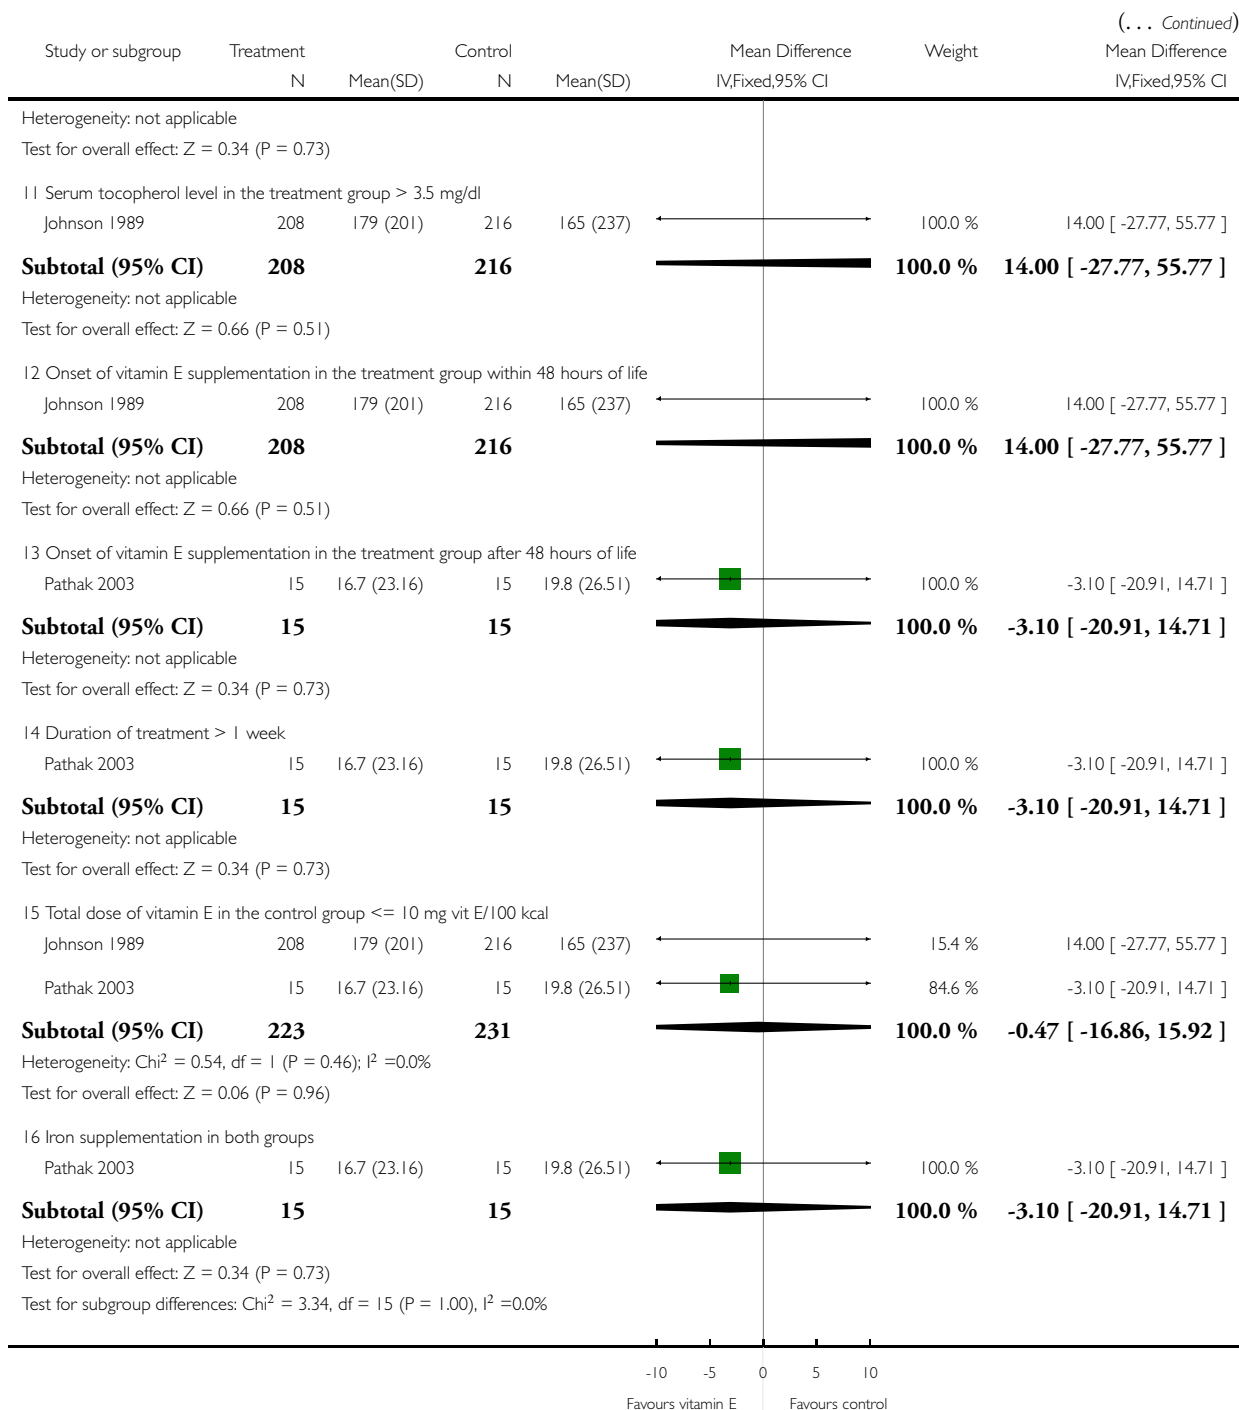 (... Continued)
Study or subgroup Treatment Control Mean Difference Weight Mean Difference
N Mean(SD) N Mean(SD) IV,Fixed,95% CI IV,Fixed,95% CI
Heterogeneity: not applicable
Test for overall effect: Z = 0.34 (P = 0.73)
11 Serum tocopherol level in the treatment group > 3.5 mg/dl
Johnson 1989 208 179 (201) 216 165 (237) 100.0 % 14.00 [ -27.77, 55.77 ]
Subtotal (95% CI) 208 216 100.0 % 14.00 [ -27.77, 55.77 ]
Heterogeneity: not applicable
Test for overall effect: Z = 0.66 (P = 0.51)
12 Onset of vitamin E supplementation in the treatment group within 48 hours of life
Johnson 1989 208 179 (201) 216 165 (237) 100.0 % 14.00 [ -27.77, 55.77 ]
Subtotal (95% CI) 208 216 100.0 % 14.00 [ -27.77, 55.77 ]
Heterogeneity: not applicable
Test for overall effect: Z = 0.66 (P = 0.51)
13 Onset of vitamin E supplementation in the treatment group after 48 hours of life
Pathak 2003 15 16.7 (23.16) 15 19.8 (26.51) 100.0 % -3.10 [ -20.91, 14.71 ]
Subtotal (95% CI) 15 15 100.0 % -3.10 [ -20.91, 14.71 ]
Heterogeneity: not applicable
Test for overall effect: Z = 0.34 (P = 0.73)
14 Duration of treatment > 1 week
Pathak 2003 15 16.7 (23.16) 15 19.8 (26.51) 100.0 % -3.10 [ -20.91, 14.71 ]
Subtotal (95% CI) 15 15 100.0 % -3.10 [ -20.91, 14.71 ]
Heterogeneity: not applicable
Test for overall effect: Z = 0.34 (P = 0.73)
15 Total dose of vitamin E in the control group <= 10 mg vit E/100 kcal
Johnson 1989 208 179 (201) 216 165 (237) 15.4 % 14.00 [ -27.77, 55.77 ]
Pathak 2003 15 16.7 (23.16) 15 19.8 (26.51) 84.6 % -3.10 [ -20.91, 14.71 ]
Subtotal (95% CI) 223 231 100.0 % -0.47 [ -16.86, 15.92 ]
Heterogeneity: Chi² = 0.54, df = 1 (P = 0.46); I² =0.0%
Test for overall effect: Z = 0.06 (P = 0.96)
16 Iron supplementation in both groups
Pathak 2003 15 16.7 (23.16) 15 19.8 (26.51) 100.0 % -3.10 [ -20.91, 14.71 ]
Subtotal (95% CI) 15 15 100.0 % -3.10 [ -20.91, 14.71 ]
Heterogeneity: not applicable
Test for overall effect: Z = 0.34 (P = 0.73)
Test for subgroup differences: Chi² = 3.34, df = 15 (P = 1.00), I² =0.0%
-10 -5 0 5 10
Favours vitamin E Favours control